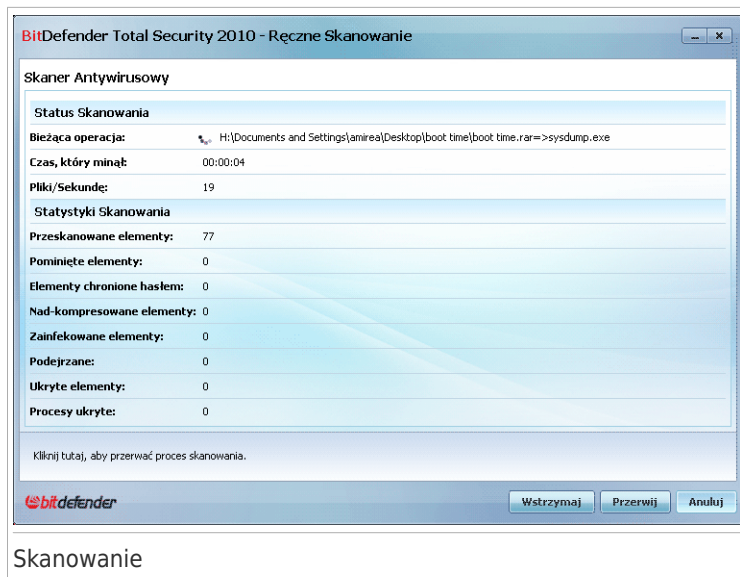 BitDefender Total Security 2010 - Ręczne Skanowanie
Skaner Antywirusowy
Status Skanowania
Bieżąca operacja: H:\Documents and Settings\amirea\Desktop\boot time\boot time.rar=>sysdump.exe
Czas, który minął: 00:00:04
Pliki/Sekundę: 19
Statystyki Skanowania
Przeskanowane elementy: 77
Pominięte elementy: 0
Elementy chronione hasłem: 0
Nad-kompresowane elementy: 0
Zainfekowane elementy: 0
Podejrzane: 0
Ukryte elementy: 0
Procesy ukryte: 0
Kliknij tutaj, aby przerwać proces skanowania.
bitdefender Wstrzymaj Przerwij Anuluj
Skanowanie